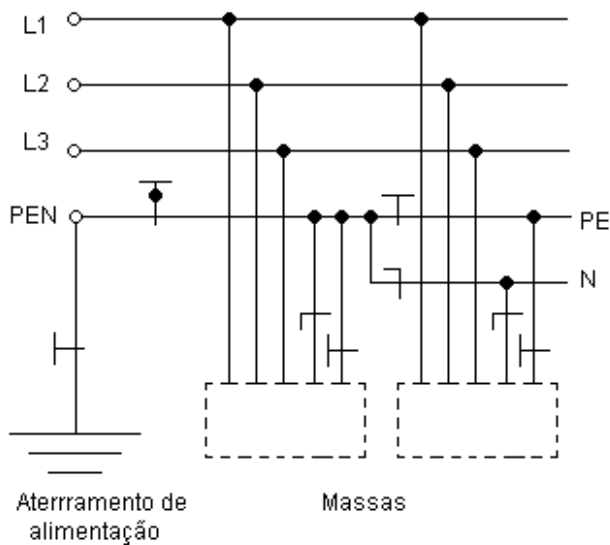 L1
L2
L3
PEN
PE
N
Aterrramento de
alimentação
Massas